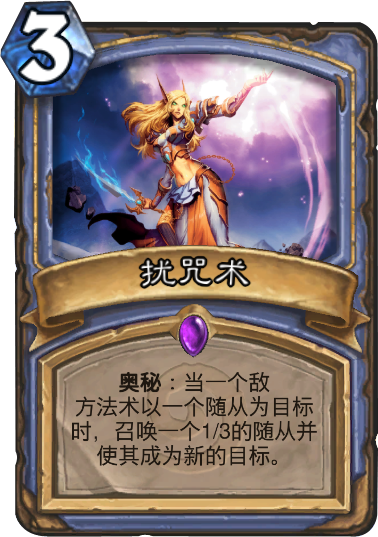 3
扰咒术
奥秘：当一个敌
方法术以一个随从为目标
时，召唤一个1/3的随从并
使其成为新的目标。